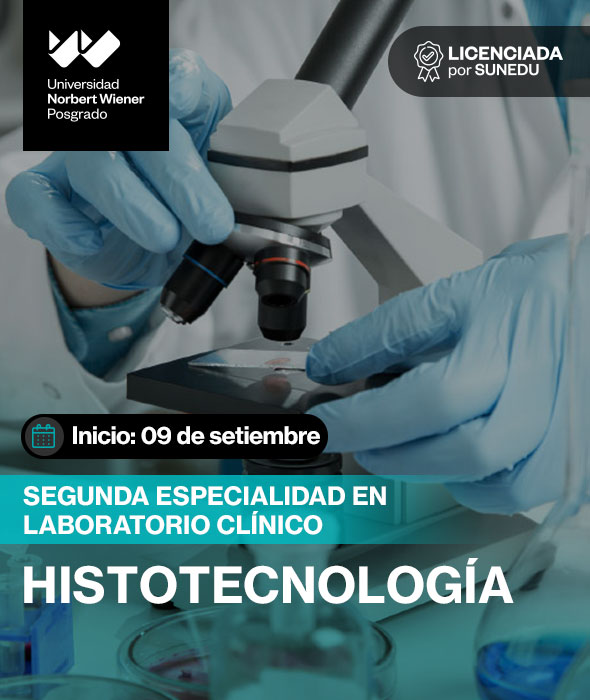 Universidad
Norbert Wiener
Posgrado
LICENCIADA
por SUNEDU
Inicio: 09 de setiembre
SEGUNDA ESPECIALIDAD EN
LABORATORIO CLÍNICO
HISTOTECNOLOGÍA